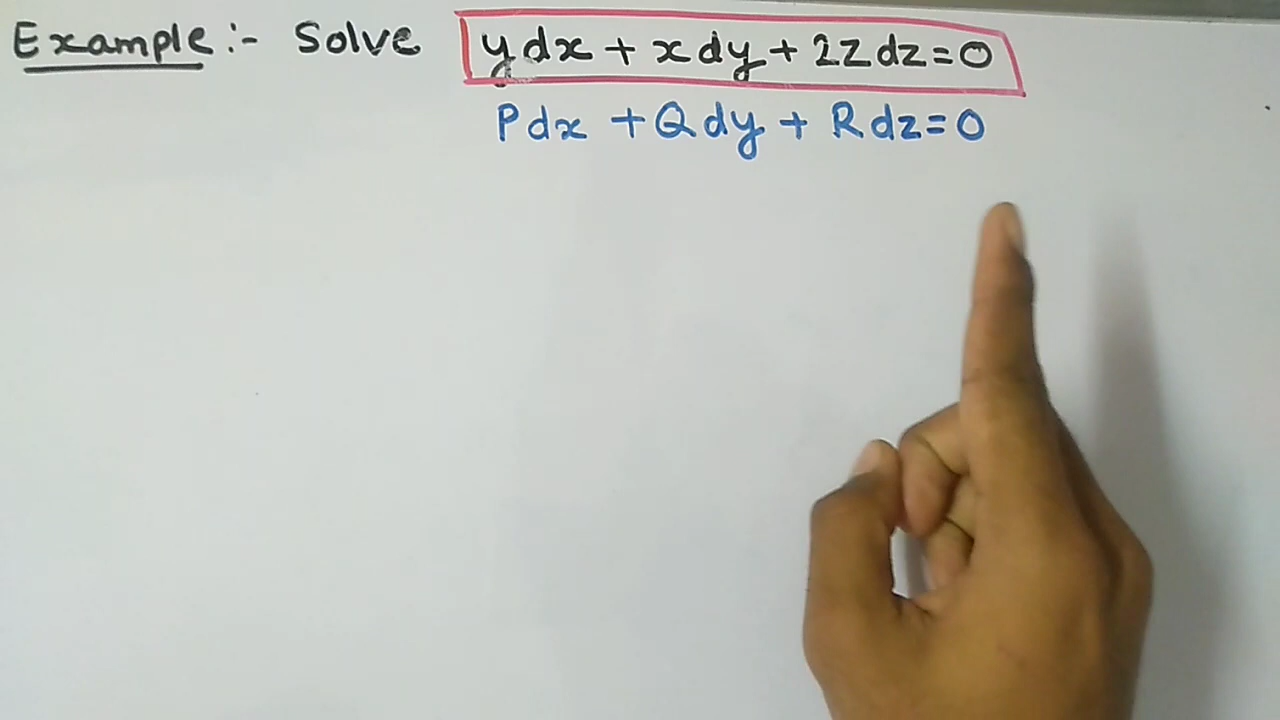 Example:- Solve ydx + xdy + 2zdz=0
Pdx + Qdy + Rdz=0